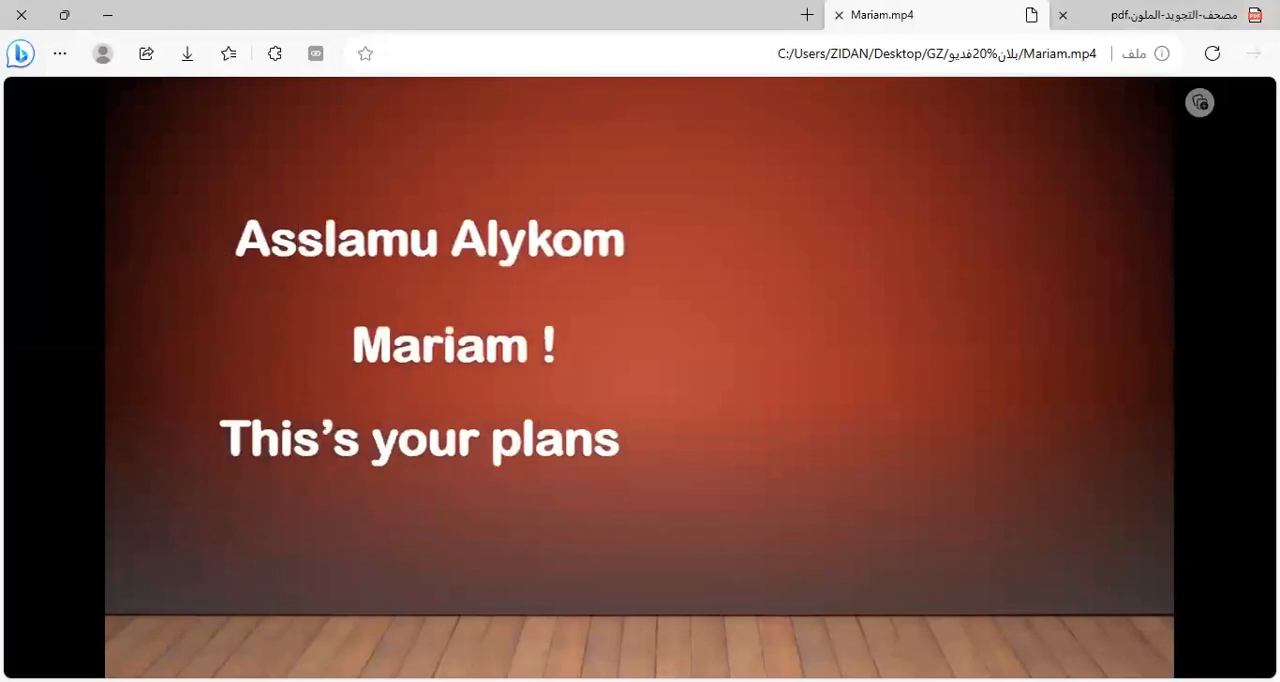 Mariam.mp4
مصحف-التجويد-الملون.pdf
ملف
C:/Users/ZIDAN/Desktop/GZ/بلان%20فديو/Mariam.mp4
Asslamu Alykom
Mariam !
This’s your plans